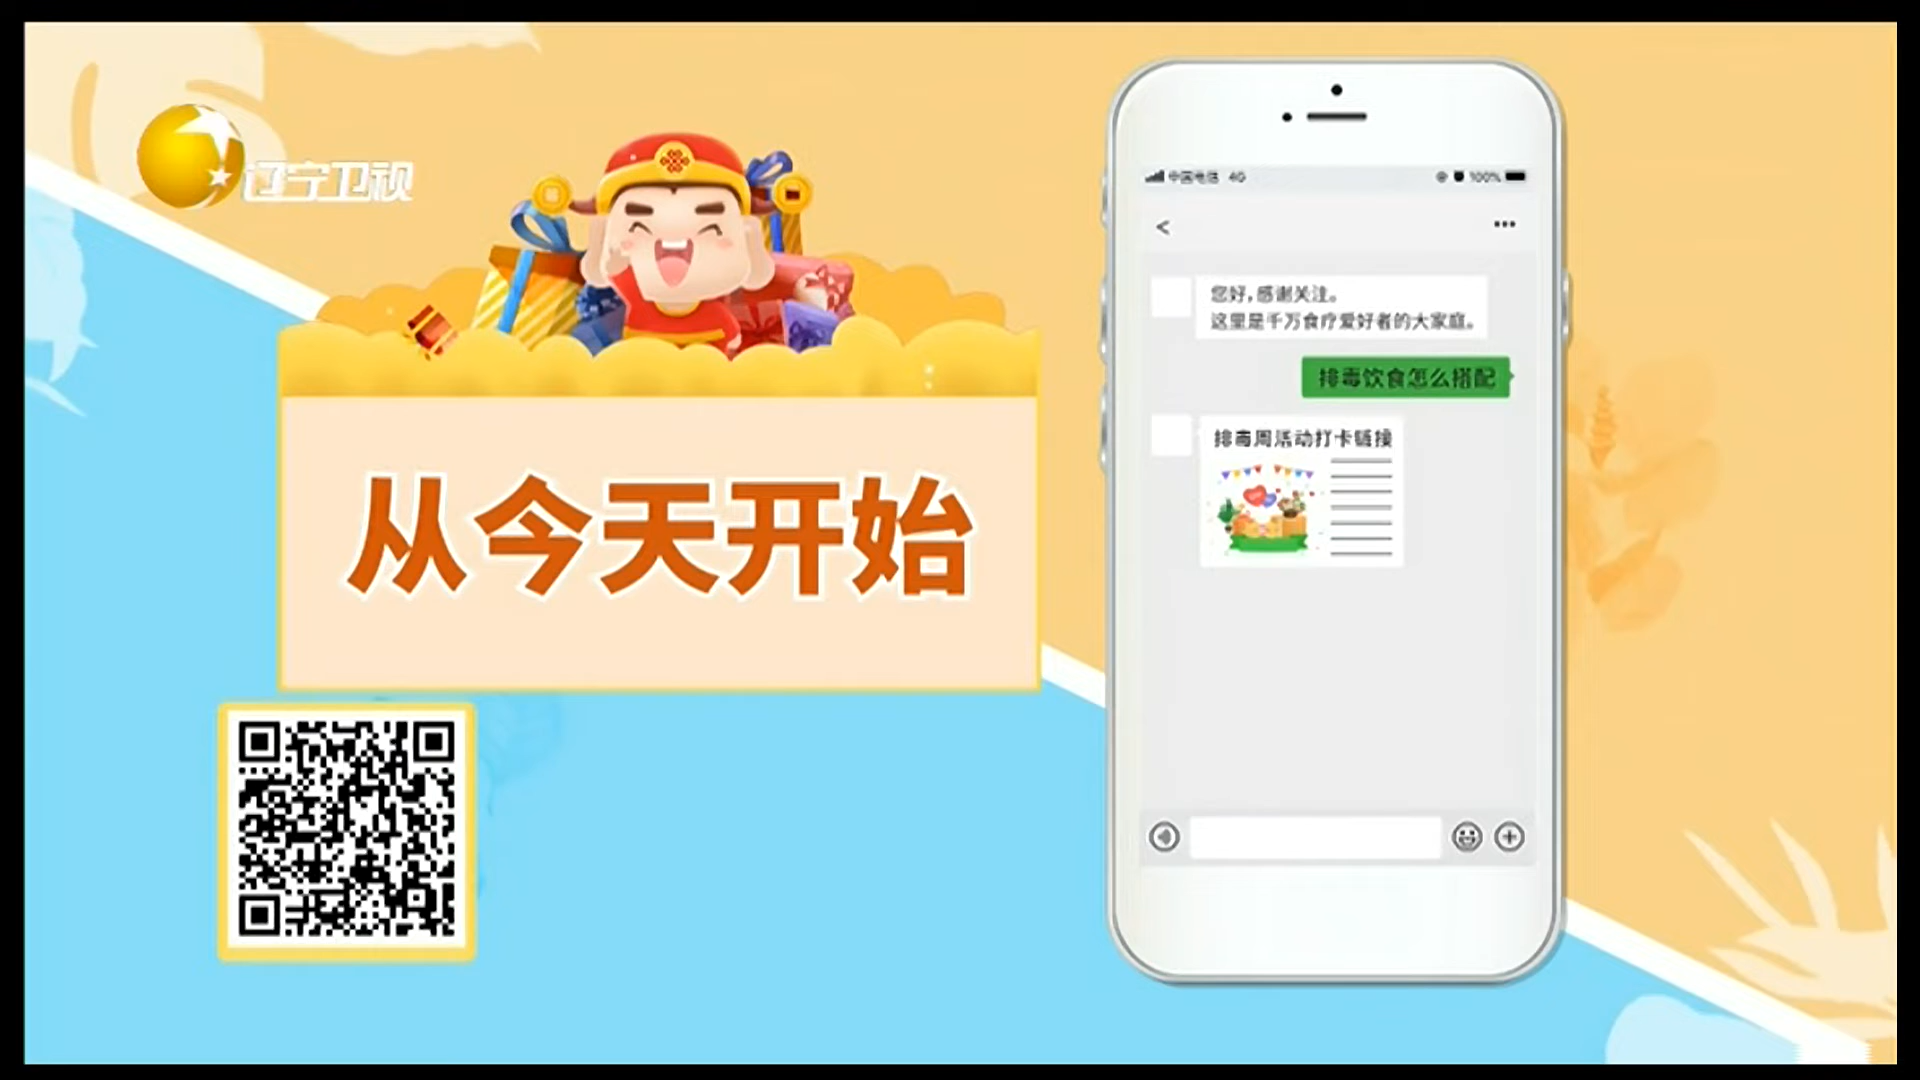 辽宁卫视
从今天开始
中国电信 4G 100%
您好,感谢关注。
这里是千万食疗爱好者的大家庭。
排毒饮食怎么搭配
排毒周活动打卡链接